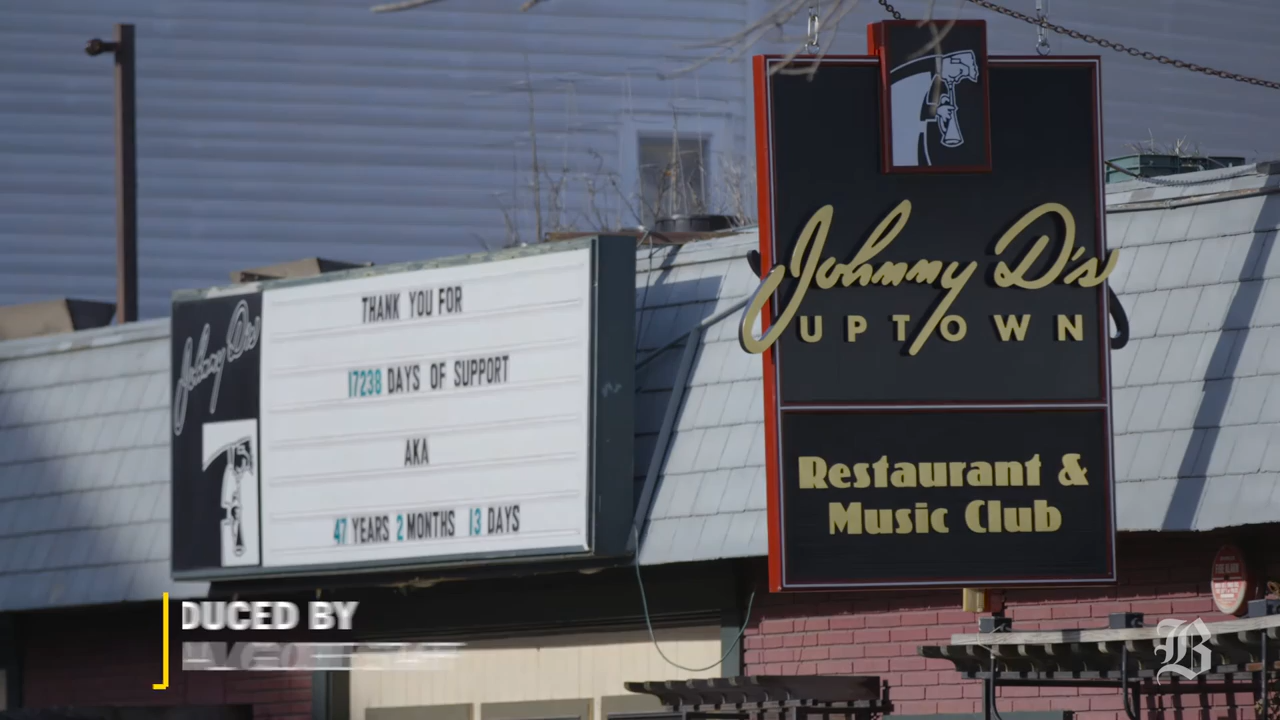 Johnny D's
THANK YOU FOR
17238 DAYS OF SUPPORT
AKA
47 YEARS 2 MONTHS 13 DAYS
Johnny D's
UPTOWN
Restaurant &
Music Club
DUCED BY
B